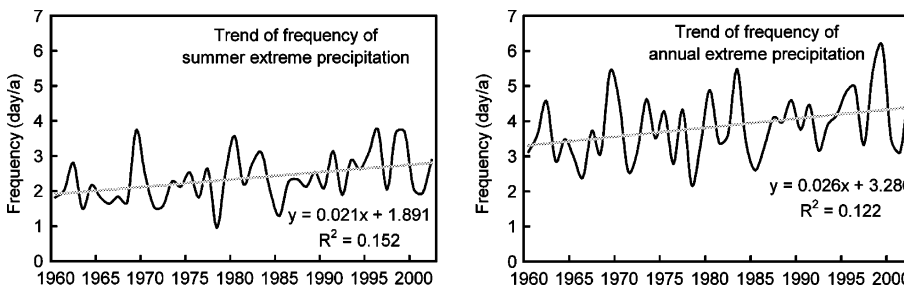 Trend of frequency of
summer extreme precipitation
Frequency (day/a)
7
6
5
4
3
2
1
0
y = 0.021x + 1.891
R² = 0.152
1960 1965 1970 1975 1980 1985 1990 1995 2000
Trend of frequency of
annual extreme precipitation
Frequency (day/a)
7
6
5
4
3
2
1
0
y = 0.026x + 3.286
R² = 0.122
1960 1965 1970 1975 1980 1985 1990 1995 2000